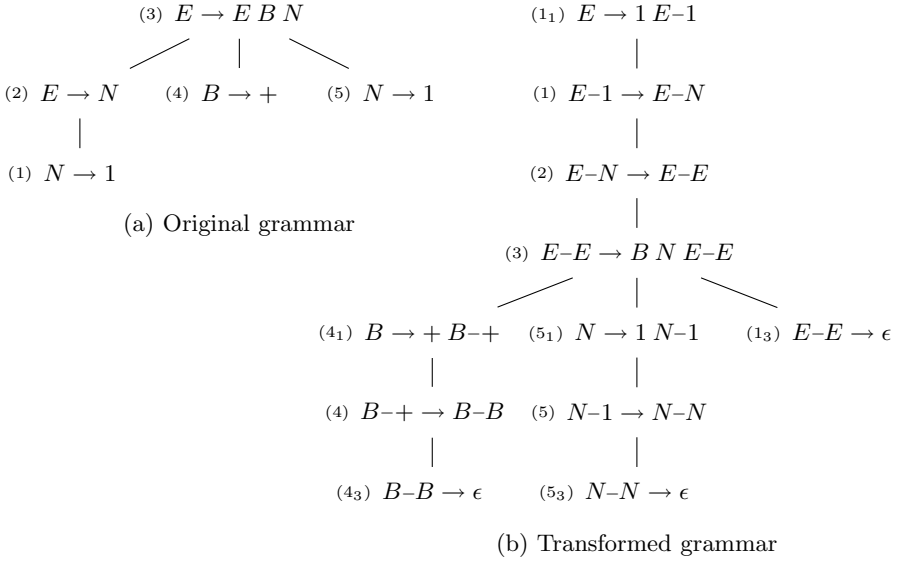 (3) E → E B N (1₁) E → 1 E–1
(2) E → N (4) B → + (5) N → 1 (1) E–1 → E–N
(1) N → 1 (2) E–N → E–E
(a) Original grammar
(3) E–E → B N E–E
(4₁) B → + B–+ (5₁) N → 1 N–1 (1₃) E–E → ϵ
(4) B–+ → B–B (5) N–1 → N–N
(4₃) B–B → ϵ (5₃) N–N → ϵ
(b) Transformed grammar